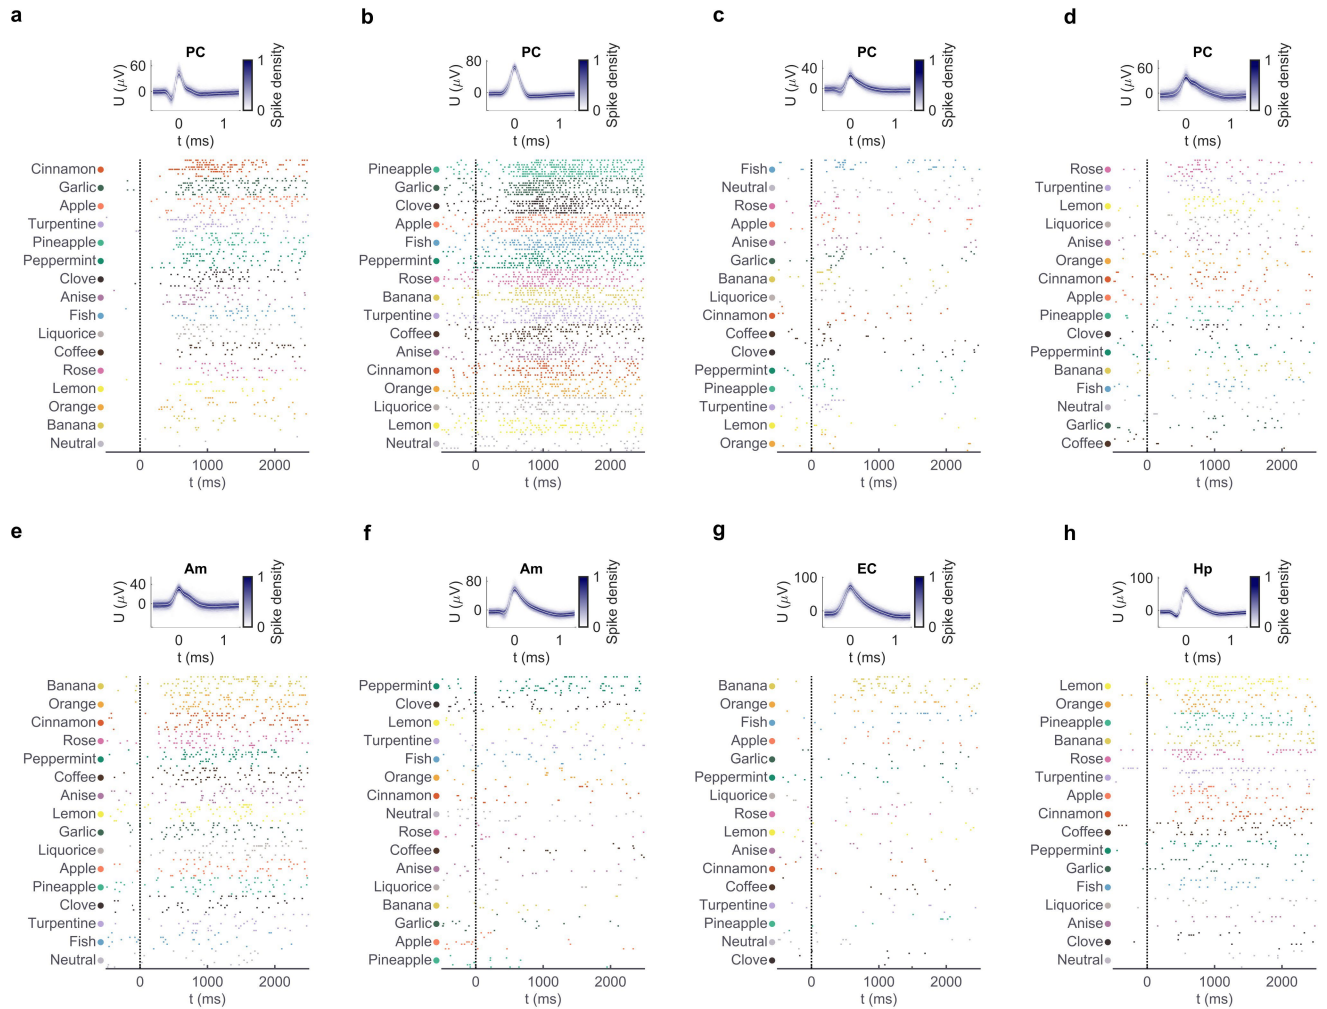 a
PC
60
0
U (μV)
1
0
Spike density
0 1
t (ms)
Cinnamon
Garlic
Apple
Turpentine
Pineapple
Peppermint
Clove
Anise
Fish
Liquorice
Coffee
Rose
Lemon
Orange
Banana
Neutral
0 1000 2000
t (ms)
b
PC
80
0
U (μV)
1
0
Spike density
0 1
t (ms)
Pineapple
Garlic
Clove
Apple
Fish
Peppermint
Rose
Banana
Turpentine
Coffee
Anise
Cinnamon
Orange
Liquorice
Lemon
Neutral
0 1000 2000
t (ms)
c
PC
40
0
U (μV)
1
0
Spike density
0 1
t (ms)
Fish
Neutral
Rose
Apple
Anise
Garlic
Banana
Liquorice
Cinnamon
Coffee
Clove
Peppermint
Pineapple
Turpentine
Lemon
Orange
0 1000 2000
t (ms)
d
PC
60
0
U (μV)
1
0
Spike density
0 1
t (ms)
Rose
Turpentine
Lemon
Liquorice
Anise
Orange
Cinnamon
Apple
Pineapple
Clove
Peppermint
Banana
Fish
Neutral
Garlic
Coffee
0 1000 2000
t (ms)
e
Am
40
0
U (μV)
1
0
Spike density
0 1
t (ms)
Banana
Orange
Cinnamon
Rose
Peppermint
Coffee
Anise
Lemon
Garlic
Liquorice
Apple
Pineapple
Clove
Turpentine
Fish
Neutral
0 1000 2000
t (ms)
f
Am
80
0
U (μV)
1
0
Spike density
0 1
t (ms)
Peppermint
Clove
Lemon
Turpentine
Fish
Orange
Cinnamon
Neutral
Rose
Coffee
Anise
Liquorice
Banana
Garlic
Apple
Pineapple
0 1000 2000
t (ms)
g
EC
100
0
U (μV)
1
0
Spike density
0 1
t (ms)
Banana
Orange
Fish
Apple
Garlic
Peppermint
Liquorice
Rose
Lemon
Anise
Cinnamon
Coffee
Turpentine
Pineapple
Neutral
Clove
0 1000 2000
t (ms)
h
Hp
100
0
U (μV)
1
0
Spike density
0 1
t (ms)
Lemon
Orange
Pineapple
Banana
Rose
Turpentine
Apple
Cinnamon
Coffee
Peppermint
Garlic
Fish
Liquorice
Anise
Clove
Neutral
0 1000 2000
t (ms)